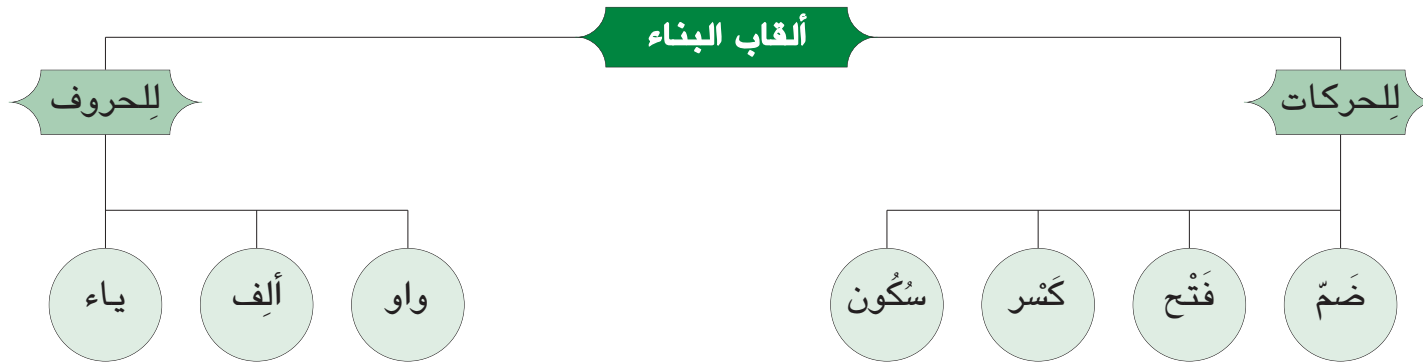 ألقاب البناء
لِلحركات
لِلحروف
ضَمّ
فَتْح
كَسْر
سُكُون
واو
ألِف
ياء